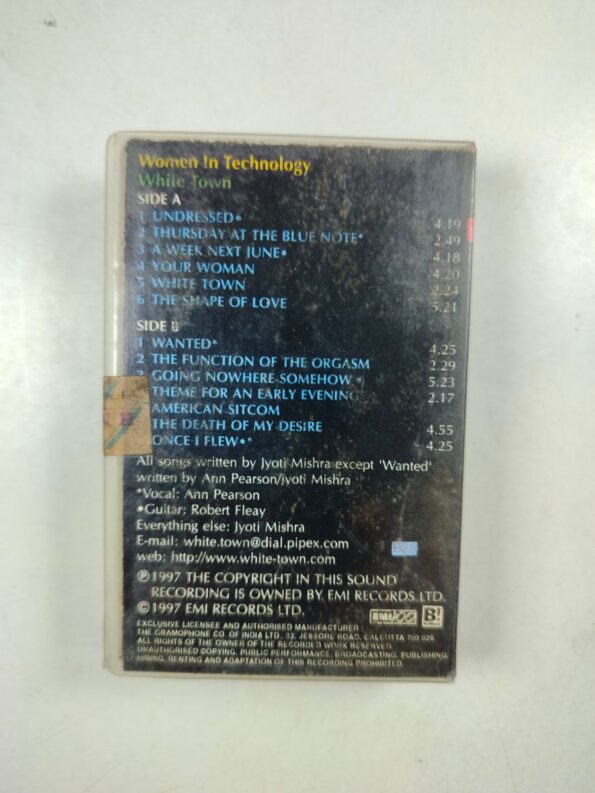 Women In Technology
White Town
SIDE A
1 UNDRESSED• 4.19
2 THURSDAY AT THE BLUE NOTE* 2.49
3 A WEEK NEXT JUNE• 4.18
4 YOUR WOMAN 4.20
5 WHITE TOWN 2.24
6 THE SHAPE OF LOVE 5.21
SIDE B
1 WANTED* 4.25
2 THE FUNCTION OF THE ORGASM 2.29
3 GOING NOWHERE SOMEHOW • 5.23
THEME FOR AN EARLY EVENING 2.17
AMERICAN SITCOM
THE DEATH OF MY DESIRE 4.55
ONCE I FLEW•* 4.25
All songs written by Jyoti Mishra except 'Wanted'
written by Ann Pearson/Jyoti Mishra
*Vocal: Ann Pearson
•Guitar: Robert Fleay
Everything else: Jyoti Mishra
E-mail: white.town@dial.pipex.com
web: http://www.white-town.com
℗1997 THE COPYRIGHT IN THIS SOUND
RECORDING IS OWNED BY EMI RECORDS LTD.
©1997 EMI RECORDS LTD.
EMI100 B!
EXCLUSIVE LICENSEE AND AUTHORISED MANUFACTURER :
THE GRAMOPHONE CO. OF INDIA LTD., 33, JESSORE ROAD, CALCUTTA 700 028.
ALL RIGHTS OF THE OWNER OF THE RECORDED WORK RESERVED.
UNAUTHORISED COPYING, PUBLIC PERFORMANCE, BROADCASTING, PUBLISHING,
HIRING, RENTING AND ADAPTATION OF THIS RECORDING PROHIBITED.